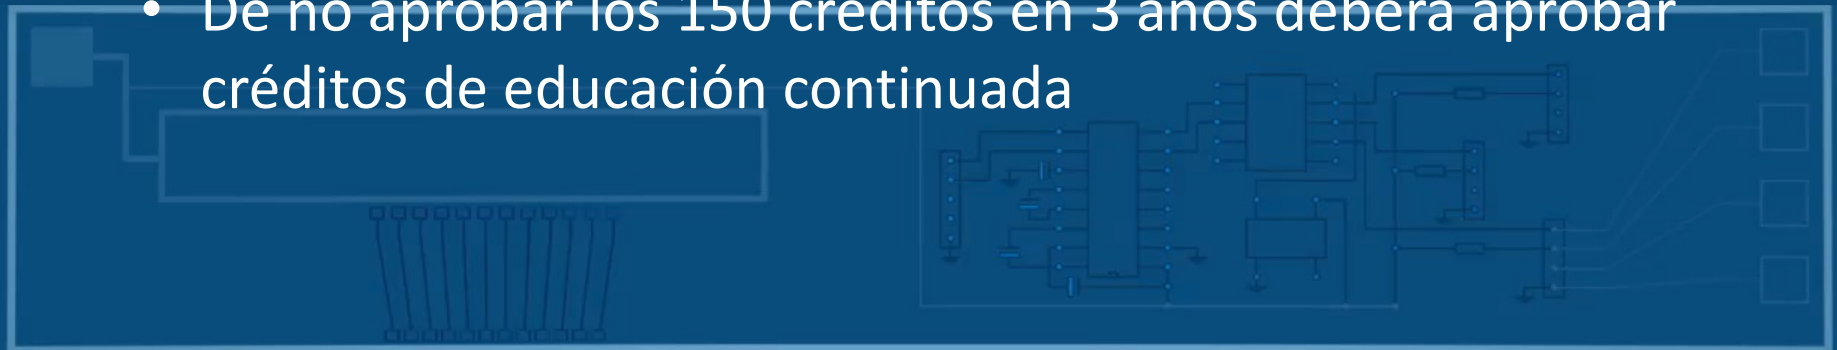 • De no aprobar los 150 créditos en 3 años deberá aprobar
créditos de educación continuada